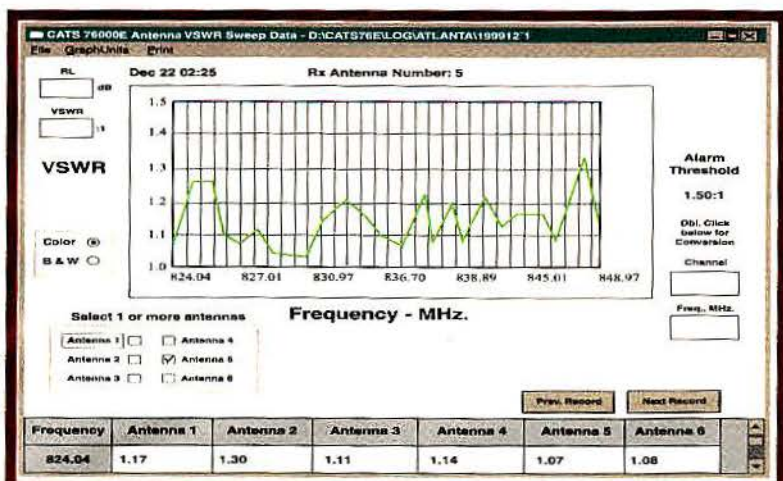 CATS 76000E Antenna VSWR Sweep Data - D:\CATS76E\LOG\ATLANTA\199912 1
File GraphUnits Print
RL
dB
Dec 22 02:25
Rx Antenna Number: 5
VSWR
:1
VSWR
Color
B & W
1.5
1.4
1.3
1.2
1.1
1.0
824.04 827.01 830.97 836.70 838.89 845.01 848.97
Frequency - MHz.
Alarm
Threshold
1.50:1
Dbl. Click
below for
Conversion
Channel
Freq., MHz.
Select 1 or more antennas
Antenna 1 Antenna 4
Antenna 2 Antenna 5
Antenna 3 Antenna 6
Prev. Record Next Record
Frequency Antenna 1 Antenna 2 Antenna 3 Antenna 4 Antenna 5 Antenna 6
824.04 1.17 1.30 1.11 1.14 1.07 1.08